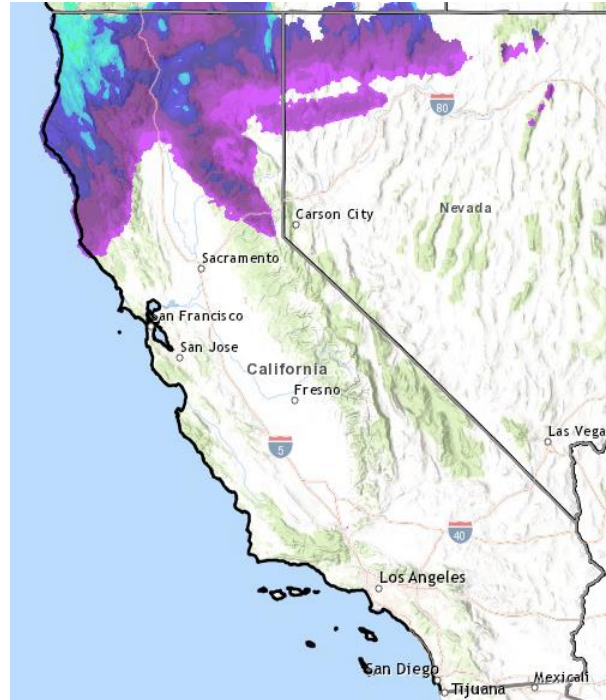 80
Nevada
Carson City
Sacramento
San Francisco
San Jose
California
Fresno
5
Las Vega
40
Los Angeles
San Diego
Tijuana
Mexicali